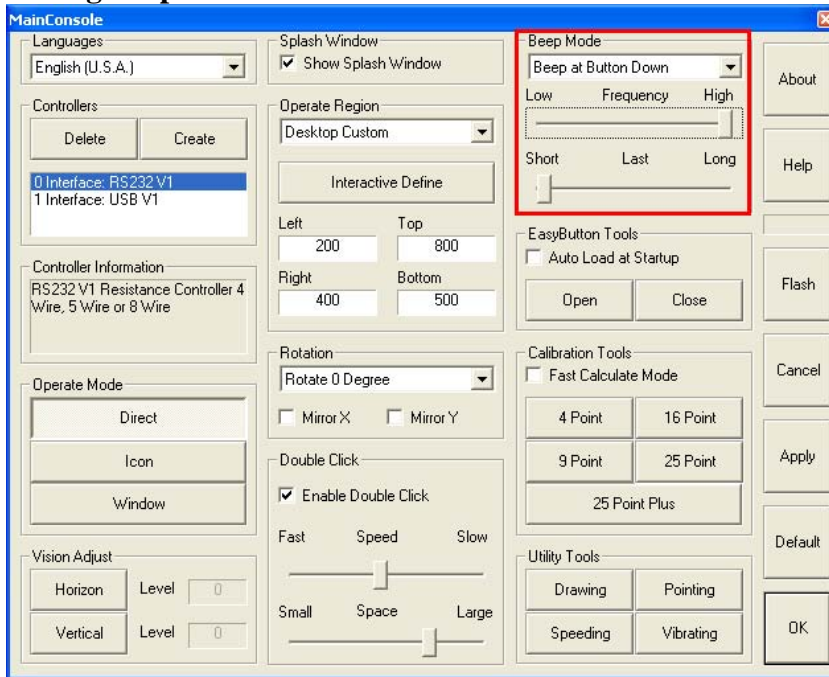 MainConsole
Languages
English (U.S.A.)
Controllers
Delete Create
0 Interface: RS232 V1
1 Interface: USB V1
Controller Information
RS232 V1 Resistance Controller 4
Wire, 5 Wire or 8 Wire
Operate Mode
Direct
Icon
Window
Vision Adjust
Horizon Level 0
Vertical Level 0
Splash Window
Show Splash Window
Operate Region
Desktop Custom
Interactive Define
Left Top
200 800
Right Bottom
400 500
Rotation
Rotate 0 Degree
Mirror X Mirror Y
Double Click
Enable Double Click
Fast Speed Slow
Small Space Large
Beep Mode
Beep at Button Down
Low Frequency High
Short Last Long
EasyButton Tools
Auto Load at Startup
Open Close
Calibration Tools
Fast Calculate Mode
4 Point 16 Point
9 Point 25 Point
25 Point Plus
Utility Tools
Drawing Pointing
Speeding Vibrating
About
Help
Flash
Cancel
Apply
Default
OK